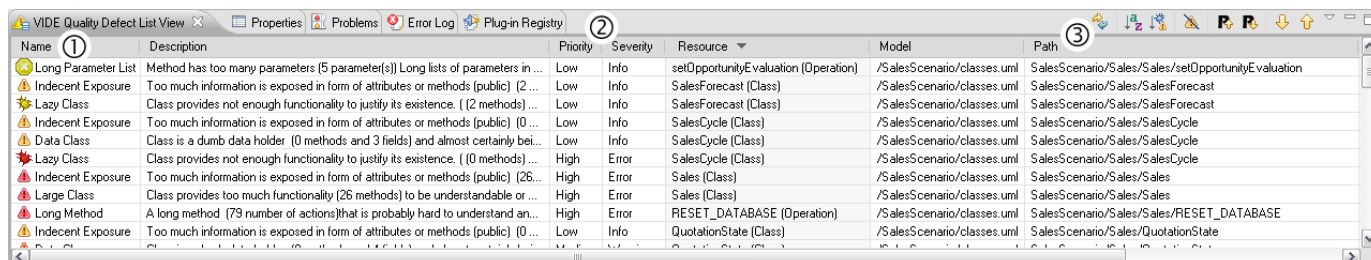 VIDE Quality Defect List View Properties Problems Error Log Plug-in Registry
① ② ③
Name Description Priority Severity Resource Model Path
Long Parameter List Method has too many parameters (5 parameter(s)) Long lists of parameters in ... Low Info setOpportunityEvaluation (Operation) /SalesScenario/classes.uml SalesScenario/Sales/Sales/setOpportunityEvaluation
Indecent Exposure Too much information is exposed in form of attributes or methods (public) (2 ... Low Info SalesForecast (Class) /SalesScenario/classes.uml SalesScenario/Sales/SalesForecast
Lazy Class Class provides not enough functionality to justify its existence. ( (2 methods) ... Low Info SalesForecast (Class) /SalesScenario/classes.uml SalesScenario/Sales/SalesForecast
Indecent Exposure Too much information is exposed in form of attributes or methods (public) (0 ... Low Info SalesCycle (Class) /SalesScenario/classes.uml SalesScenario/Sales/SalesCycle
Data Class Class is a dumb data holder (0 methods and 3 fields) and almost certainly bei... Low Info SalesCycle (Class) /SalesScenario/classes.uml SalesScenario/Sales/SalesCycle
Lazy Class Class provides not enough functionality to justify its existence. ( (0 methods) ... High Error SalesCycle (Class) /SalesScenario/classes.uml SalesScenario/Sales/SalesCycle
Indecent Exposure Too much information is exposed in form of attributes or methods (public) (26... High Error Sales (Class) /SalesScenario/classes.uml SalesScenario/Sales/Sales
Large Class Class provides too much functionality (26 methods) to be understandable or ... High Error Sales (Class) /SalesScenario/classes.uml SalesScenario/Sales/Sales
Long Method A long method (79 number of actions)that is probably hard to understand an... High Error RESET_DATABASE (Operation) /SalesScenario/classes.uml SalesScenario/Sales/Sales/RESET_DATABASE
Indecent Exposure Too much information is exposed in form of attributes or methods (public) (0 ... Low Info QuotationState (Class) /SalesScenario/classes.uml SalesScenario/Sales/QuotationState